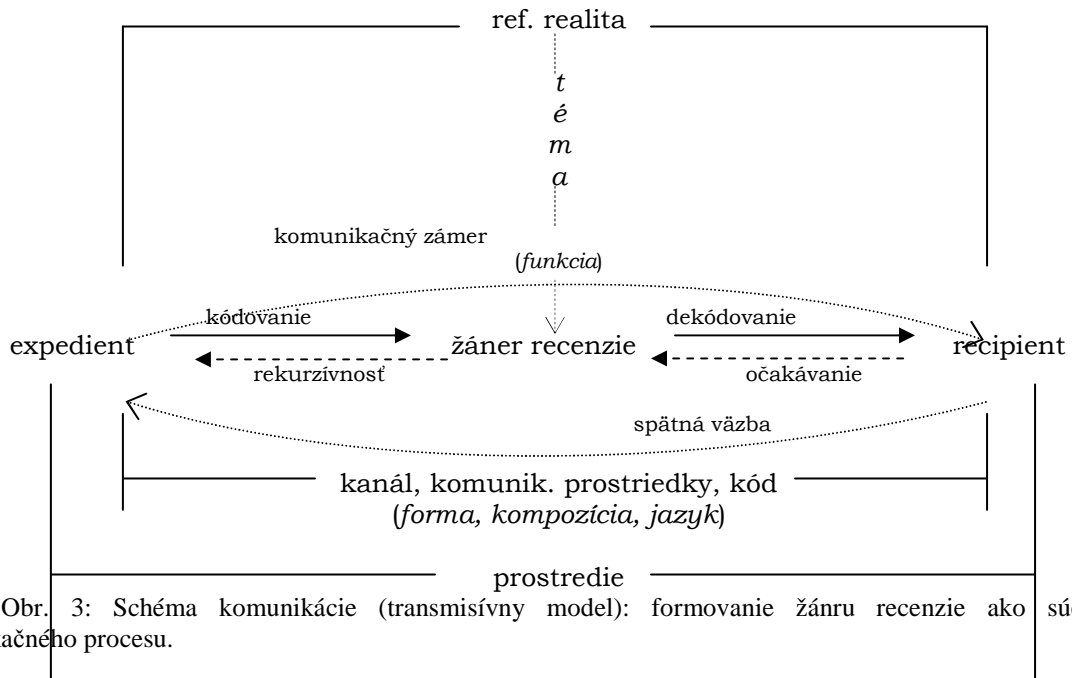 ref. realita
t
é
m
a
komunikačný zámer
(funkcia)
kódovanie
dekódovanie
expedient
žáner recenzie
recipient
rekurzívnosť
očakávanie
spätná väzba
kanál, komunik. prostriedky, kód
(forma, kompozícia, jazyk)
prostredie
Obr. 3: Schéma komunikácie (transmisívny model): formovanie žánru recenzie ako
procesu.